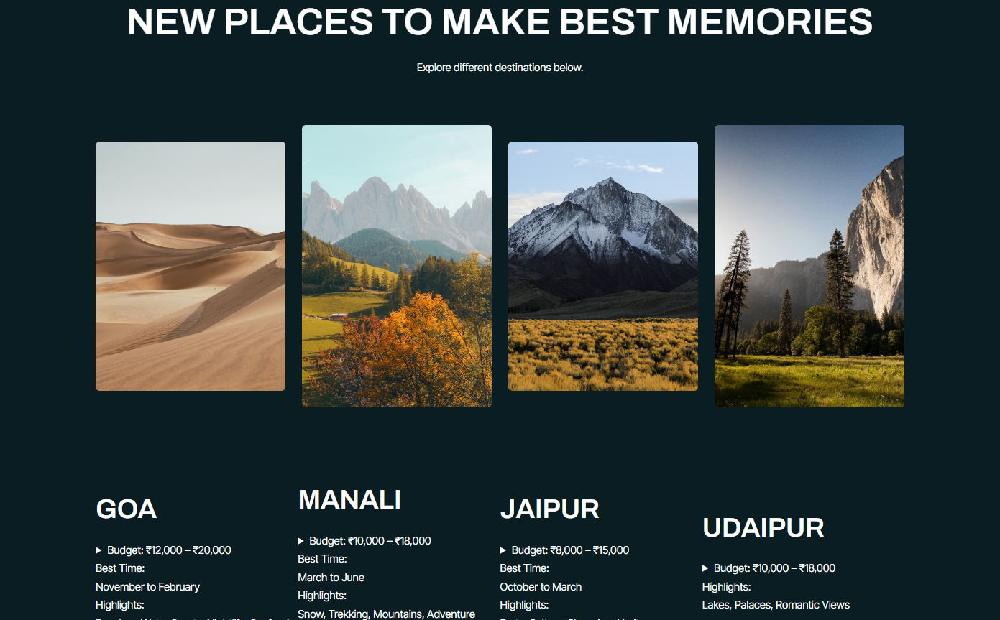 NEW PLACES TO MAKE BEST MEMORIES
Explore different destinations below.
GOA
Budget: ₹12,000 – ₹20,000
Best Time:
November to February
Highlights:
MANALI
Budget: ₹10,000 – ₹18,000
Best Time:
March to June
Highlights:
Snow, Trekking, Mountains, Adventure
JAIPUR
Budget: ₹8,000 – ₹15,000
Best Time:
October to March
Highlights:
UDAIPUR
Budget: ₹10,000 – ₹18,000
Highlights:
Lakes, Palaces, Romantic Views